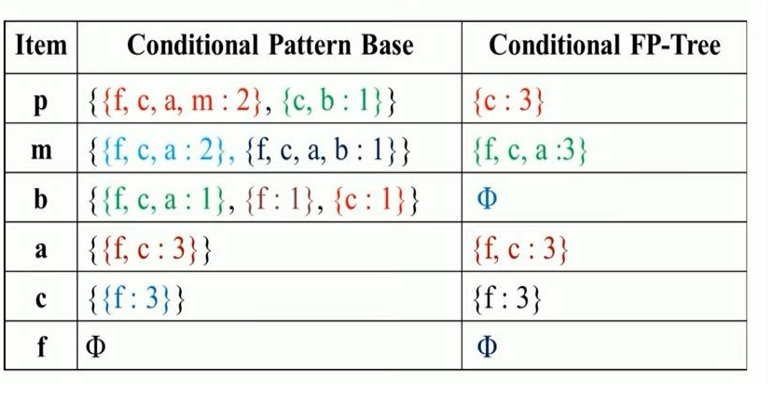 Item Conditional Pattern Base Conditional FP-Tree
p {{f, c, a, m : 2}, {c, b : 1}} {c : 3}
m {{f, c, a : 2}, {f, c, a, b : 1}} {f, c, a :3}
b {{f, c, a : 1}, {f : 1}, {c : 1}} Φ
a {{f, c : 3}} {f, c : 3}
c {{f : 3}} {f : 3}
f Φ Φ